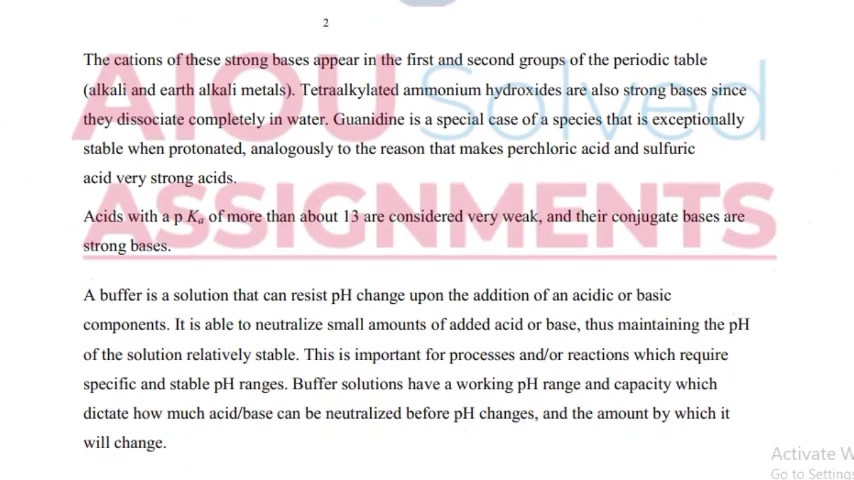 2
The cations of these strong bases appear in the first and second groups of the periodic table
(alkali and earth alkali metals). Tetraalkylated ammonium hydroxides are also strong bases since
they dissociate completely in water. Guanidine is a special case of a species that is exceptionally
stable when protonated, analogously to the reason that makes perchloric acid and sulfuric
acid very strong acids.
Acids with a p Kₐ of more than about 13 are considered very weak, and their conjugate bases are
strong bases.
A buffer is a solution that can resist pH change upon the addition of an acidic or basic
components. It is able to neutralize small amounts of added acid or base, thus maintaining the pH
of the solution relatively stable. This is important for processes and/or reactions which require
specific and stable pH ranges. Buffer solutions have a working pH range and capacity which
dictate how much acid/base can be neutralized before pH changes, and the amount by which it
will change.
AIOU Solved
ASSIGNMENTS
Activate W
Go to Settings